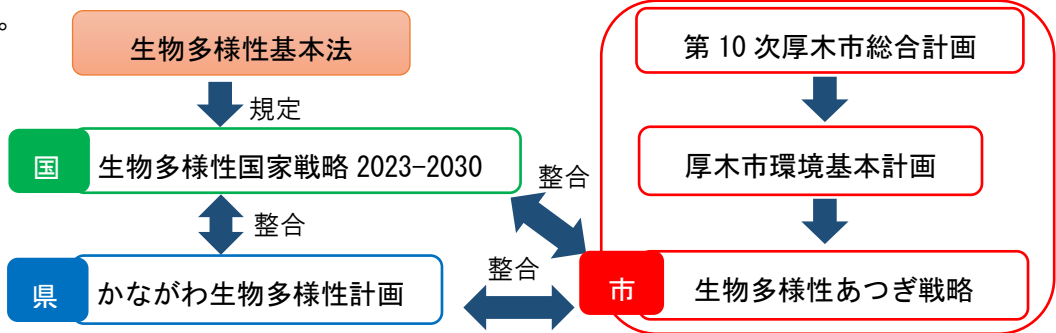 。
生物多様性基本法
規定
国
生物多様性国家戦略 2023-2030
整合
県
かながわ生物多様性計画
整合
整合
第 10 次厚木市総合計画
厚木市環境基本計画
市
生物多様性あつぎ戦略